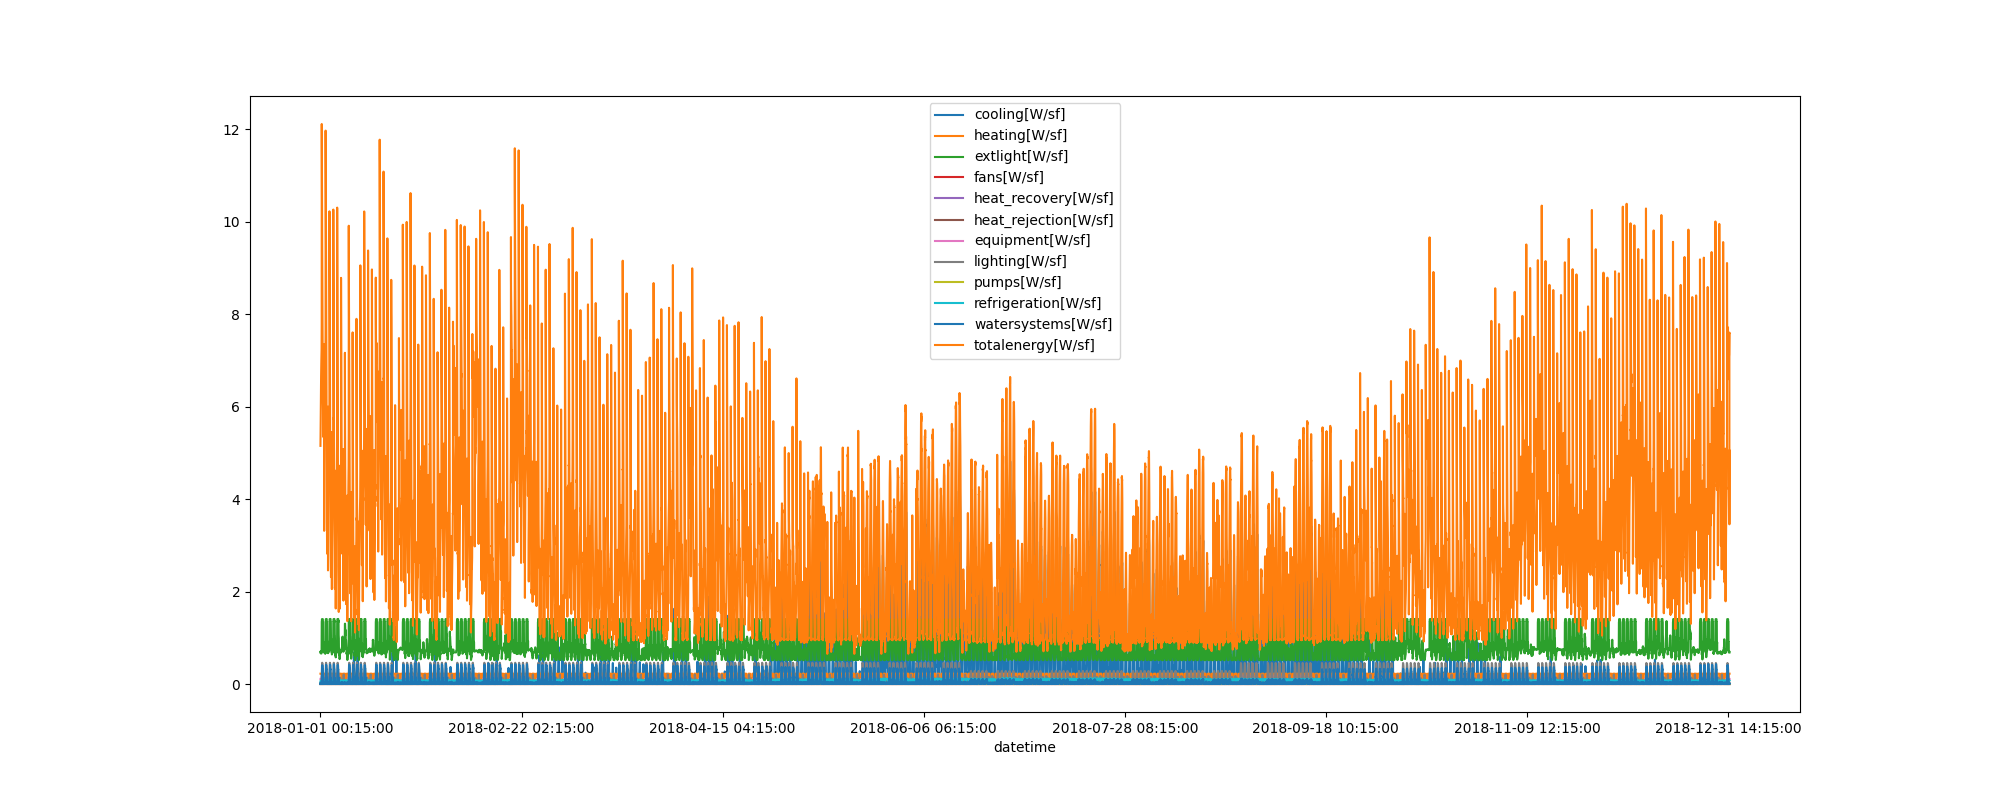 12
10
8
6
4
2
0
cooling[W/sf]
heating[W/sf]
extlight[W/sf]
fans[W/sf]
heat_recovery[W/sf]
heat_rejection[W/sf]
equipment[W/sf]
lighting[W/sf]
pumps[W/sf]
refrigeration[W/sf]
watersystems[W/sf]
totalenergy[W/sf]
2018-01-01 00:15:00 2018-02-22 02:15:00 2018-04-15 04:15:00 2018-06-06 06:15:00 2018-07-28 08:15:00 2018-09-18 10:15:00 2018-11-09 12:15:00 2018-12-31 14:15:00
datetime